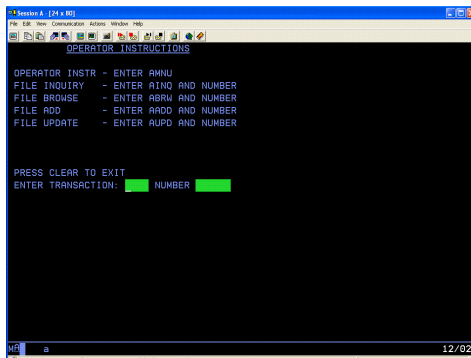 Session A - [24 x 80]
File Edit View Communication Actions Window Help
OPERATOR INSTRUCTIONS
OPERATOR INSTR - ENTER AMNU
FILE INQUIRY - ENTER AINQ AND NUMBER
FILE BROWSE - ENTER ABRW AND NUMBER
FILE ADD - ENTER AADD AND NUMBER
FILE UPDATE - ENTER AUPD AND NUMBER
PRESS CLEAR TO EXIT
ENTER TRANSACTION: NUMBER
MA a 12/02